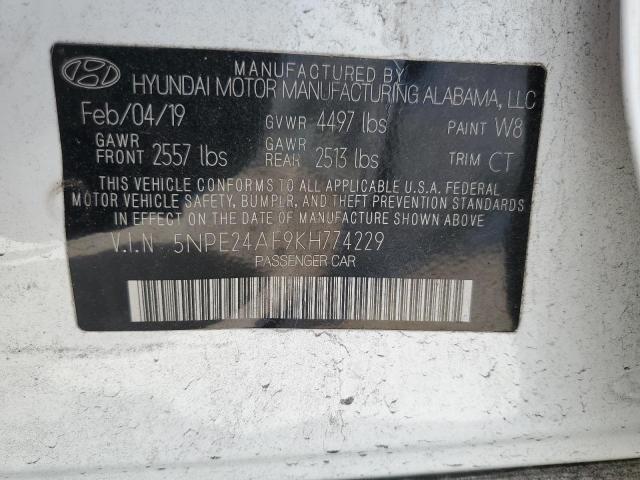 MANUFACTURED BY
HYUNDAI MOTOR MANUFACTURING ALABAMA, LLC
Feb/04/19 GVWR 4497 lbs PAINT W8
GAWR FRONT 2557 lbs GAWR REAR 2513 lbs TRIM CT
THIS VEHICLE CONFORMS TO ALL APPLICABLE U.S.A. FEDERAL
MOTOR VEHICLE SAFETY, BUMPLR, AND THEFT PREVENTION STANDARDS
IN EFFECT ON THE DATE OF MANUFACTURE SHOWN ABOVE.
V.I.N 5NPE24AF9KH774229
PASSENGER CAR